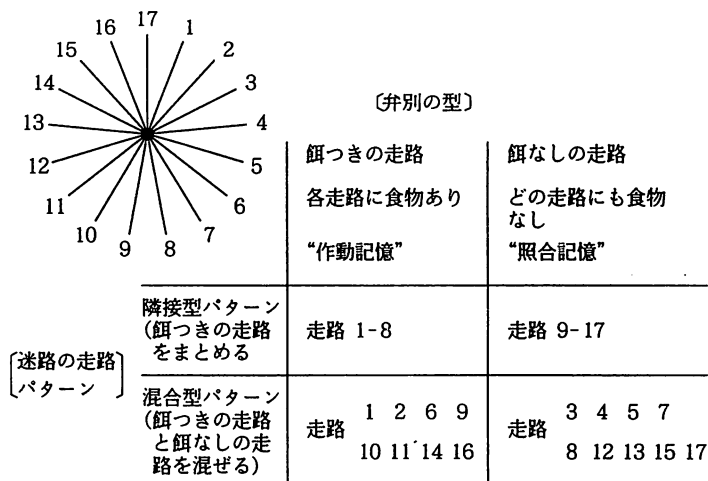 17
16
1
15
2
14
3
13
4
12
5
11
6
10
7
9
8
〔弁別の型〕
餌つきの走路
餌なしの走路
各走路に食物あり
どの走路にも食物
なし
“作動記憶”
“照合記憶”
〔迷路の走路
パターン〕
隣接型パターン
(餌つきの走路
をまとめる
走路 1-8
走路 9-17
混合型パターン
(餌つきの走路
と餌なしの走
路を混ぜる)
走路
1 2 6 9
10 11 14 16
走路
3 4 5 7
8 12 13 15 17